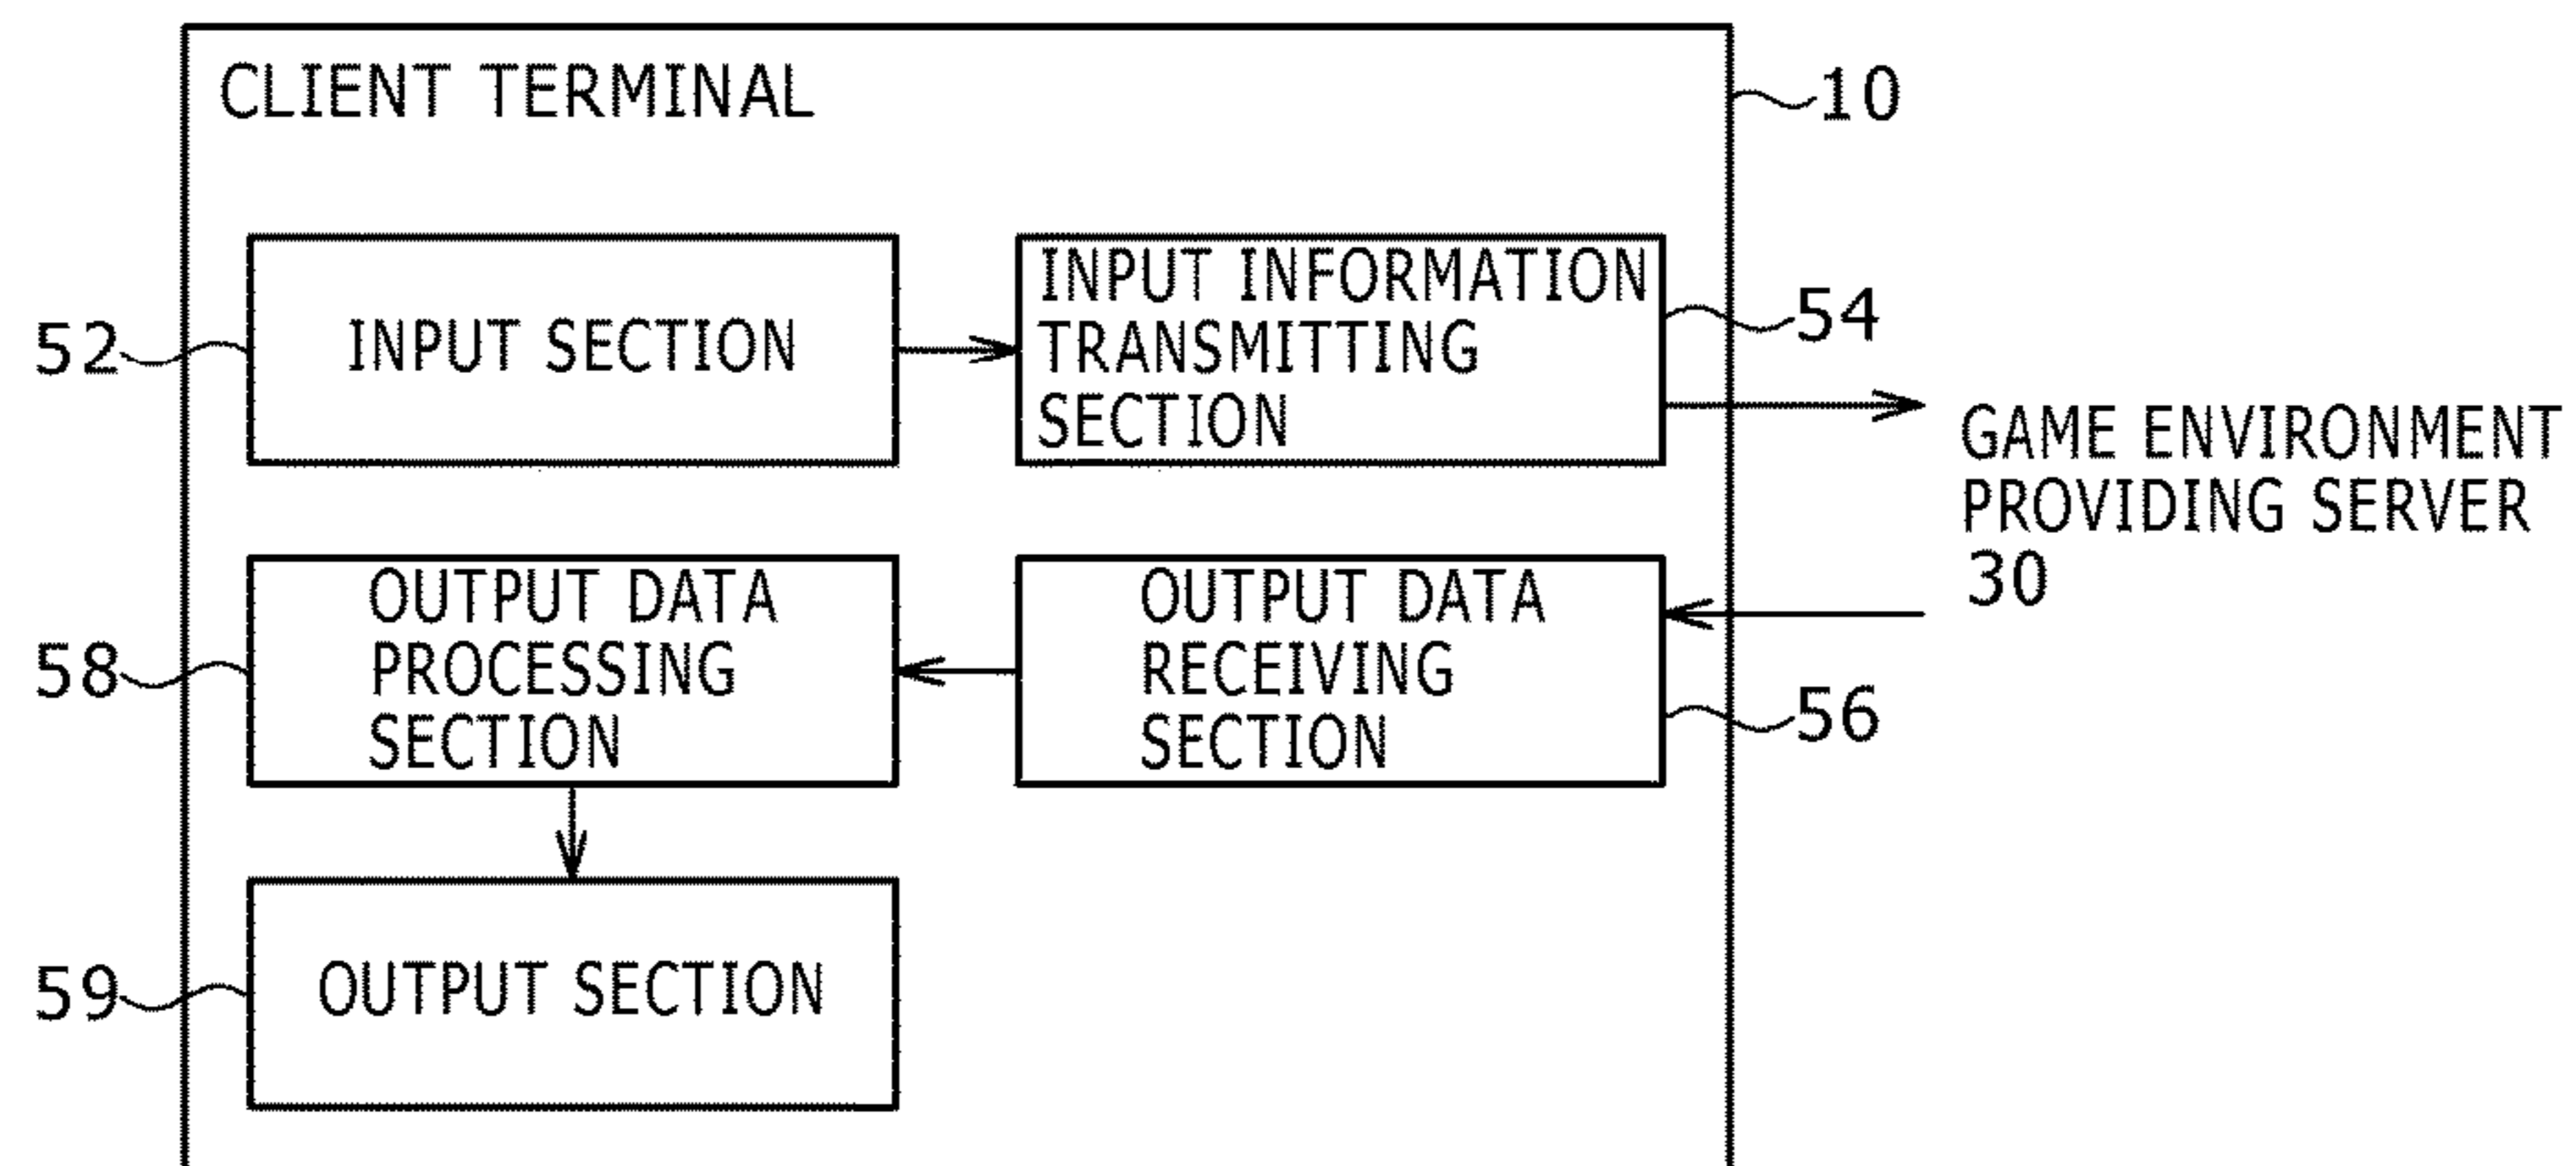 CLIENT TERMINAL
10
52
INPUT SECTION
INPUT INFORMATION
TRANSMITTING
SECTION
54
GAME ENVIRONMENT
PROVIDING SERVER
30
58
OUTPUT DATA
PROCESSING
SECTION
OUTPUT DATA
RECEIVING
SECTION
56
59
OUTPUT SECTION